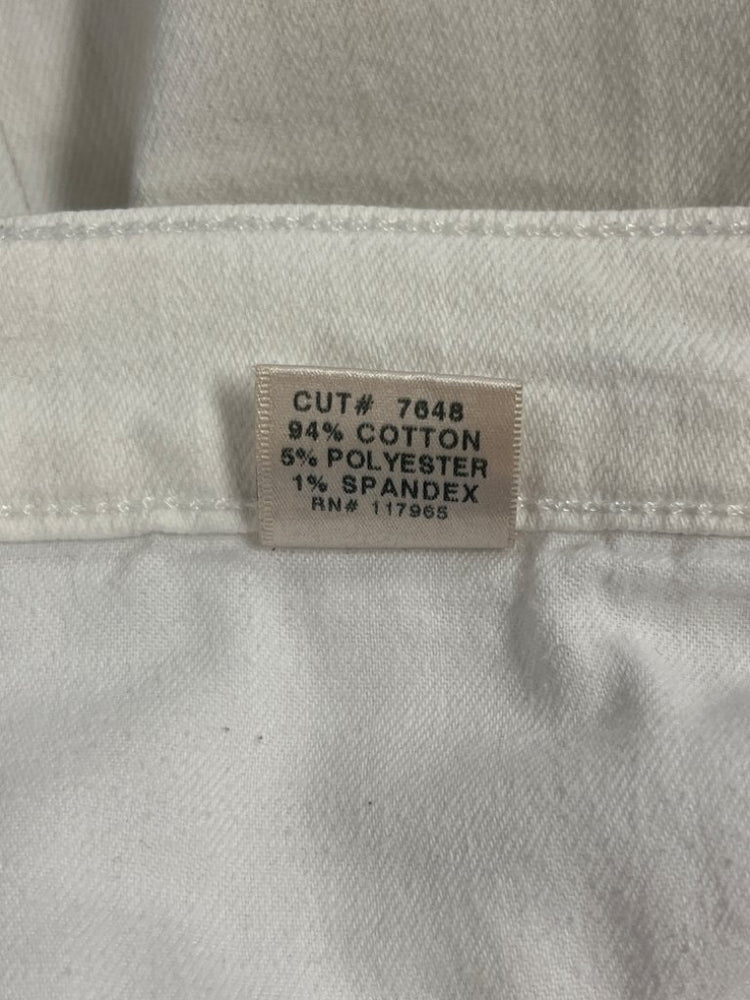 CUT# 7648
94% COTTON
5% POLYESTER
1% SPANDEX
RN# 117965